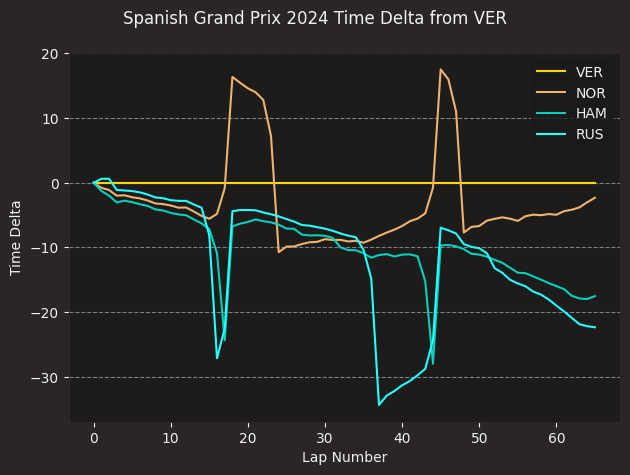 Spanish Grand Prix 2024 Time Delta from VER
20
10
0
−10
−20
−30
Time Delta
0
10
20
30
40
50
60
Lap Number
VER
NOR
HAM
RUS